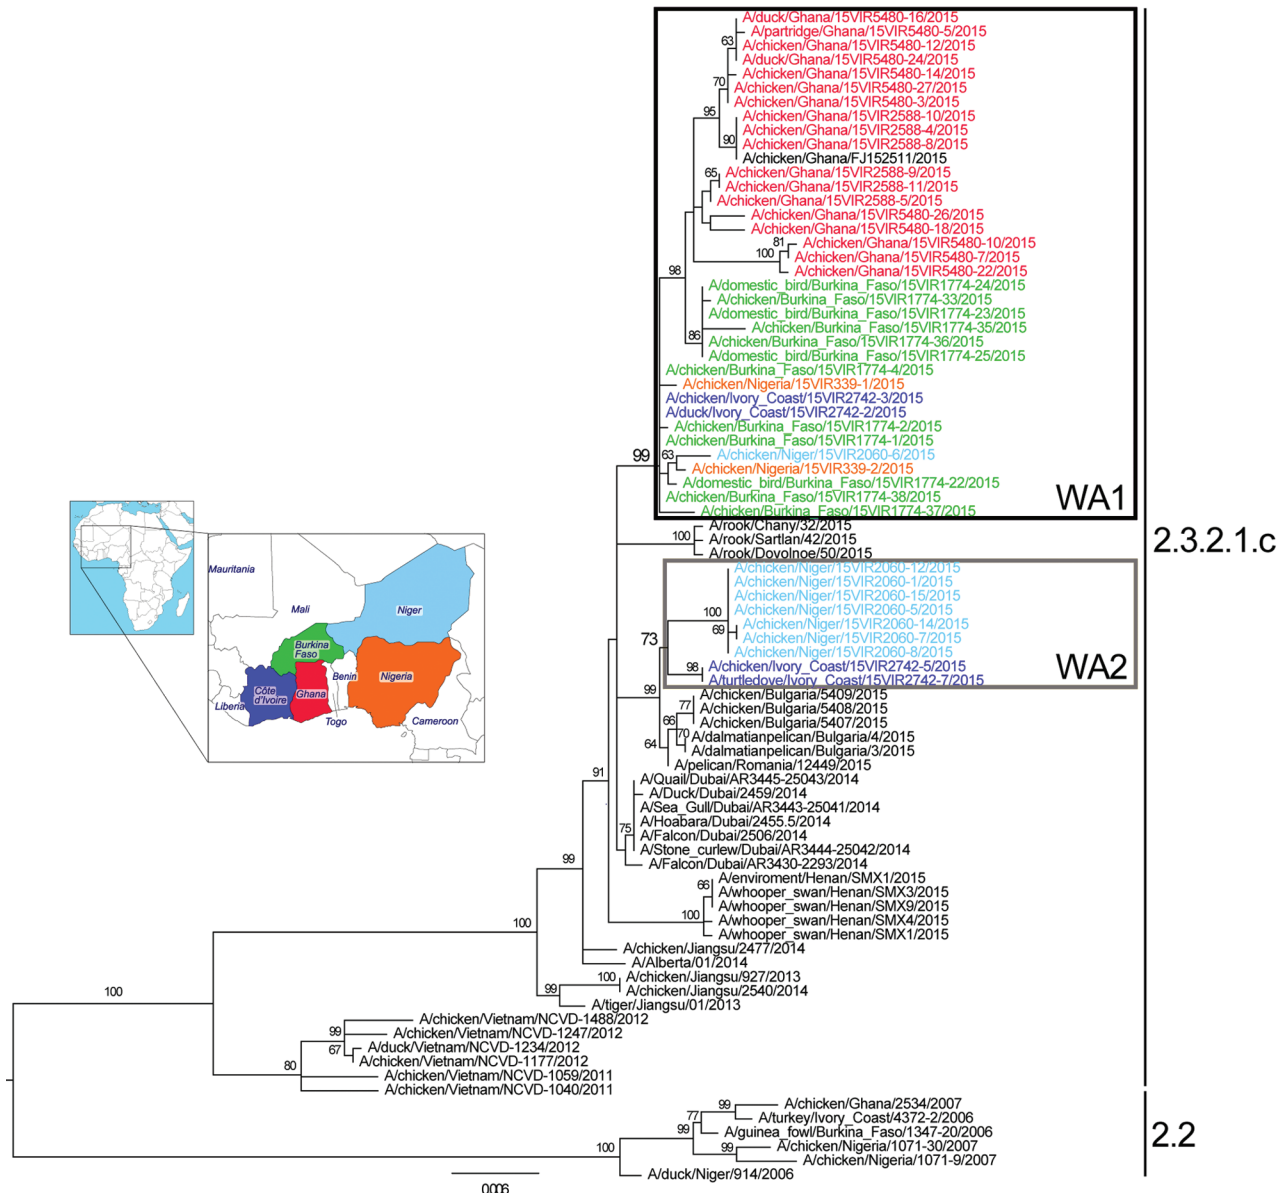 A/duck/Ghana/15VIR5480-16/2015
A/partridge/Ghana/15VIR5480-5/2015
63
A/chicken/Ghana/15VIR5480-12/2015
A/duck/Ghana/15VIR5480-24/2015
A/chicken/Ghana/15VIR5480-14/2015
70
A/chicken/Ghana/15VIR5480-27/2015
A/chicken/Ghana/15VIR5480-3/2015
95
A/chicken/Ghana/15VIR2588-10/2015
A/chicken/Ghana/15VIR2588-4/2015
90
A/chicken/Ghana/15VIR2588-8/2015
A/chicken/Ghana/FJ152511/2015
65
A/chicken/Ghana/15VIR2588-9/2015
A/chicken/Ghana/15VIR2588-11/2015
A/chicken/Ghana/15VIR2588-5/2015
A/chicken/Ghana/15VIR5480-26/2015
A/chicken/Ghana/15VIR5480-18/2015
81
A/chicken/Ghana/15VIR5480-10/2015
100
A/chicken/Ghana/15VIR5480-7/2015
98
A/chicken/Ghana/15VIR5480-22/2015
A/domestic_bird/Burkina_Faso/15VIR1774-24/2015
A/chicken/Burkina_Faso/15VIR1774-33/2015
A/domestic_bird/Burkina_Faso/15VIR1774-23/2015
A/chicken/Burkina_Faso/15VIR1774-35/2015
86
A/chicken/Burkina_Faso/15VIR1774-36/2015
A/domestic_bird/Burkina_Faso/15VIR1774-25/2015
A/chicken/Burkina_Faso/15VIR1774-4/2015
A/chicken/Nigeria/15VIR339-1/2015
A/chicken/Ivory_Coast/15VIR2742-3/2015
A/duck/Ivory_Coast/15VIR2742-2/2015
A/chicken/Burkina_Faso/15VIR1774-2/2015
A/chicken/Burkina_Faso/15VIR1774-1/2015
99
63
A/chicken/Niger/15VIR2060-6/2015
A/chicken/Nigeria/15VIR339-2/2015
A/domestic_bird/Burkina_Faso/15VIR1774-22/2015
A/chicken/Burkina_Faso/15VIR1774-38/2015
WA1
A/chicken/Burkina_Faso/15VIR1774-37/2015
A/rook/Chany/32/2015
100
A/rook/Sartlan/42/2015
2.3.2.1.c
A/rook/Dovolnoe/50/2015
A/chicken/Niger/15VIR2060-12/2015
A/chicken/Niger/15VIR2060-1/2015
A/chicken/Niger/15VIR2060-15/2015
100
A/chicken/Niger/15VIR2060-5/2015
A/chicken/Niger/15VIR2060-14/2015
69
A/chicken/Niger/15VIR2060-7/2015
73
A/chicken/Niger/15VIR2060-8/2015
98
A/chicken/Ivory_Coast/15VIR2742-5/2015
WA2
A/turtledove/Ivory_Coast/15VIR2742-7/2015
99
A/chicken/Bulgaria/5409/2015
77
A/chicken/Bulgaria/5408/2015
66
A/chicken/Bulgaria/5407/2015
70
A/dalmatianpelican/Bulgaria/4/2015
64
A/dalmatianpelican/Bulgaria/3/2015
A/pelican/Romania/12449/2015
91
A/Quail/Dubai/AR3445-25043/2014
A/Duck/Dubai/2459/2014
A/Sea_Gull/Dubai/AR3443-25041/2014
A/Hoabara/Dubai/2455.5/2014
75
A/Falcon/Dubai/2506/2014
A/Stone_curlew/Dubai/AR3444-25042/2014
99
A/Falcon/Dubai/AR3430-2293/2014
A/enviroment/Henan/SMX1/2015
66
A/whooper_swan/Henan/SMX3/2015
A/whooper_swan/Henan/SMX9/2015
100
A/whooper_swan/Henan/SMX4/2015
A/whooper_swan/Henan/SMX1/2015
100
A/chicken/Jiangsu/2477/2014
A/Alberta/01/2014
100
A/chicken/Jiangsu/927/2013
99
A/chicken/Jiangsu/2540/2014
A/tiger/Jiangsu/01/2013
100
A/chicken/Vietnam/NCVD-1488/2012
99
A/chicken/Vietnam/NCVD-1247/2012
67
A/duck/Vietnam/NCVD-1234/2012
A/chicken/Vietnam/NCVD-1177/2012
80
A/chicken/Vietnam/NCVD-1059/2011
A/chicken/Vietnam/NCVD-1040/2011
99
A/chicken/Ghana/2534/2007
77
A/turkey/Ivory_Coast/4372-2/2006
99
A/guinea_fowl/Burkina_Faso/1347-20/2006
2.2
100
99
A/chicken/Nigeria/1071-30/2007
A/chicken/Nigeria/1071-9/2007
A/duck/Niger/914/2006
0.006
Mauritania
Mali
Niger
Burkina
Faso
Benin
Nigeria
Côte
d'Ivoire
Ghana
Liberia
Togo
Cameroon